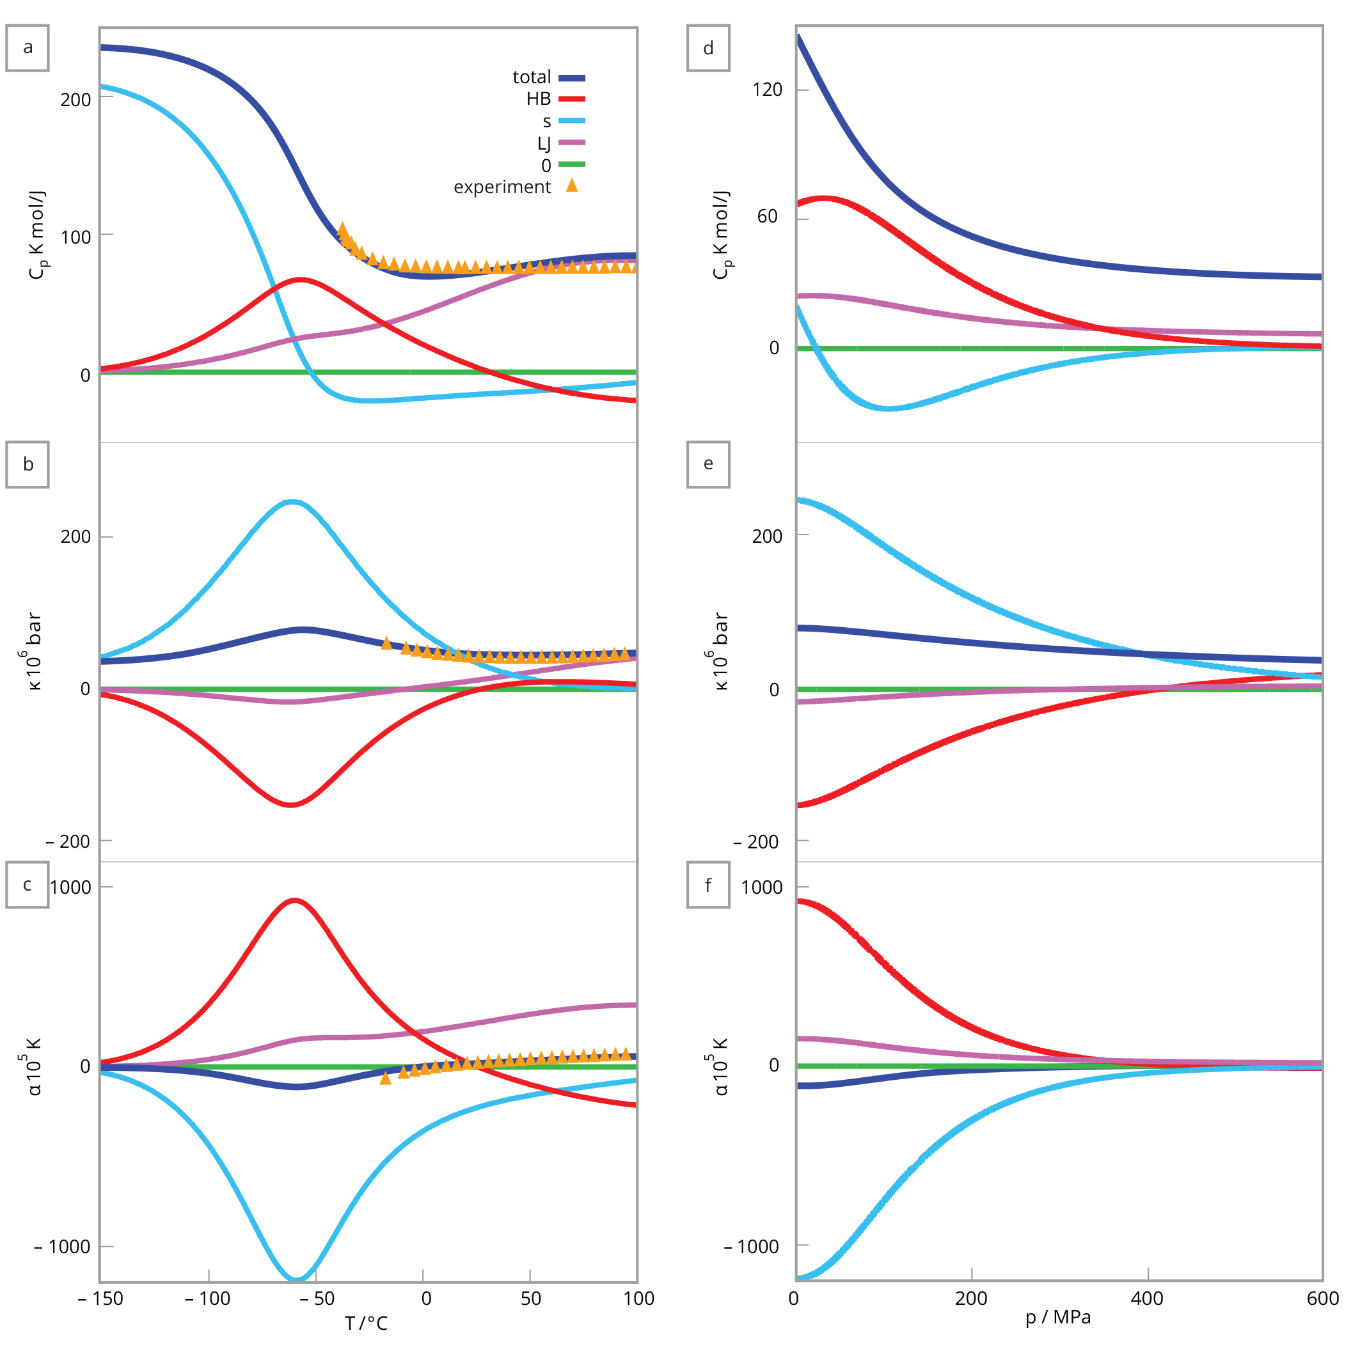 a
200
100
0
Cp K mol/J
total
HB
s
LJ
0
experiment
b
200
0
– 200
κ 10⁶ bar
c
1000
0
– 1000
α 10⁵ K
– 150 – 100 – 50 0 50 100
T / °C
d
120
60
0
Cp K mol/J
e
200
0
– 200
κ 10⁶ bar
f
1000
0
– 1000
α 10⁵ K
0 200 400 600
p / MPa